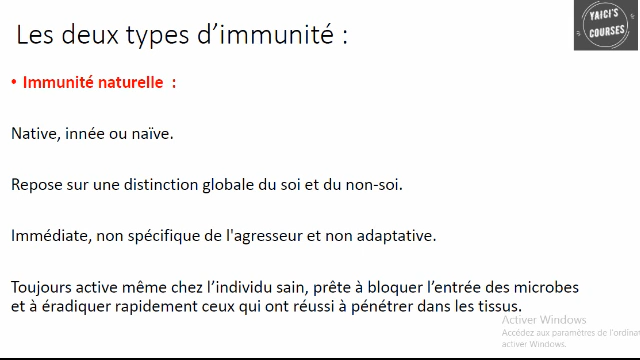 Les deux types d’immunité :
YAICI'S
COURSES
• Immunité naturelle :
Native, innée ou naïve.
Repose sur une distinction globale du soi et du non-soi.
Immédiate, non spécifique de l'agresseur et non adaptative.
Toujours active même chez l’individu sain, prête à bloquer l’entrée des microbes
et à éradiquer rapidement ceux qui ont réussi à pénétrer dans les tissus.
Activer Windows
Accédez aux paramètres de l'ordina
activer Windows.